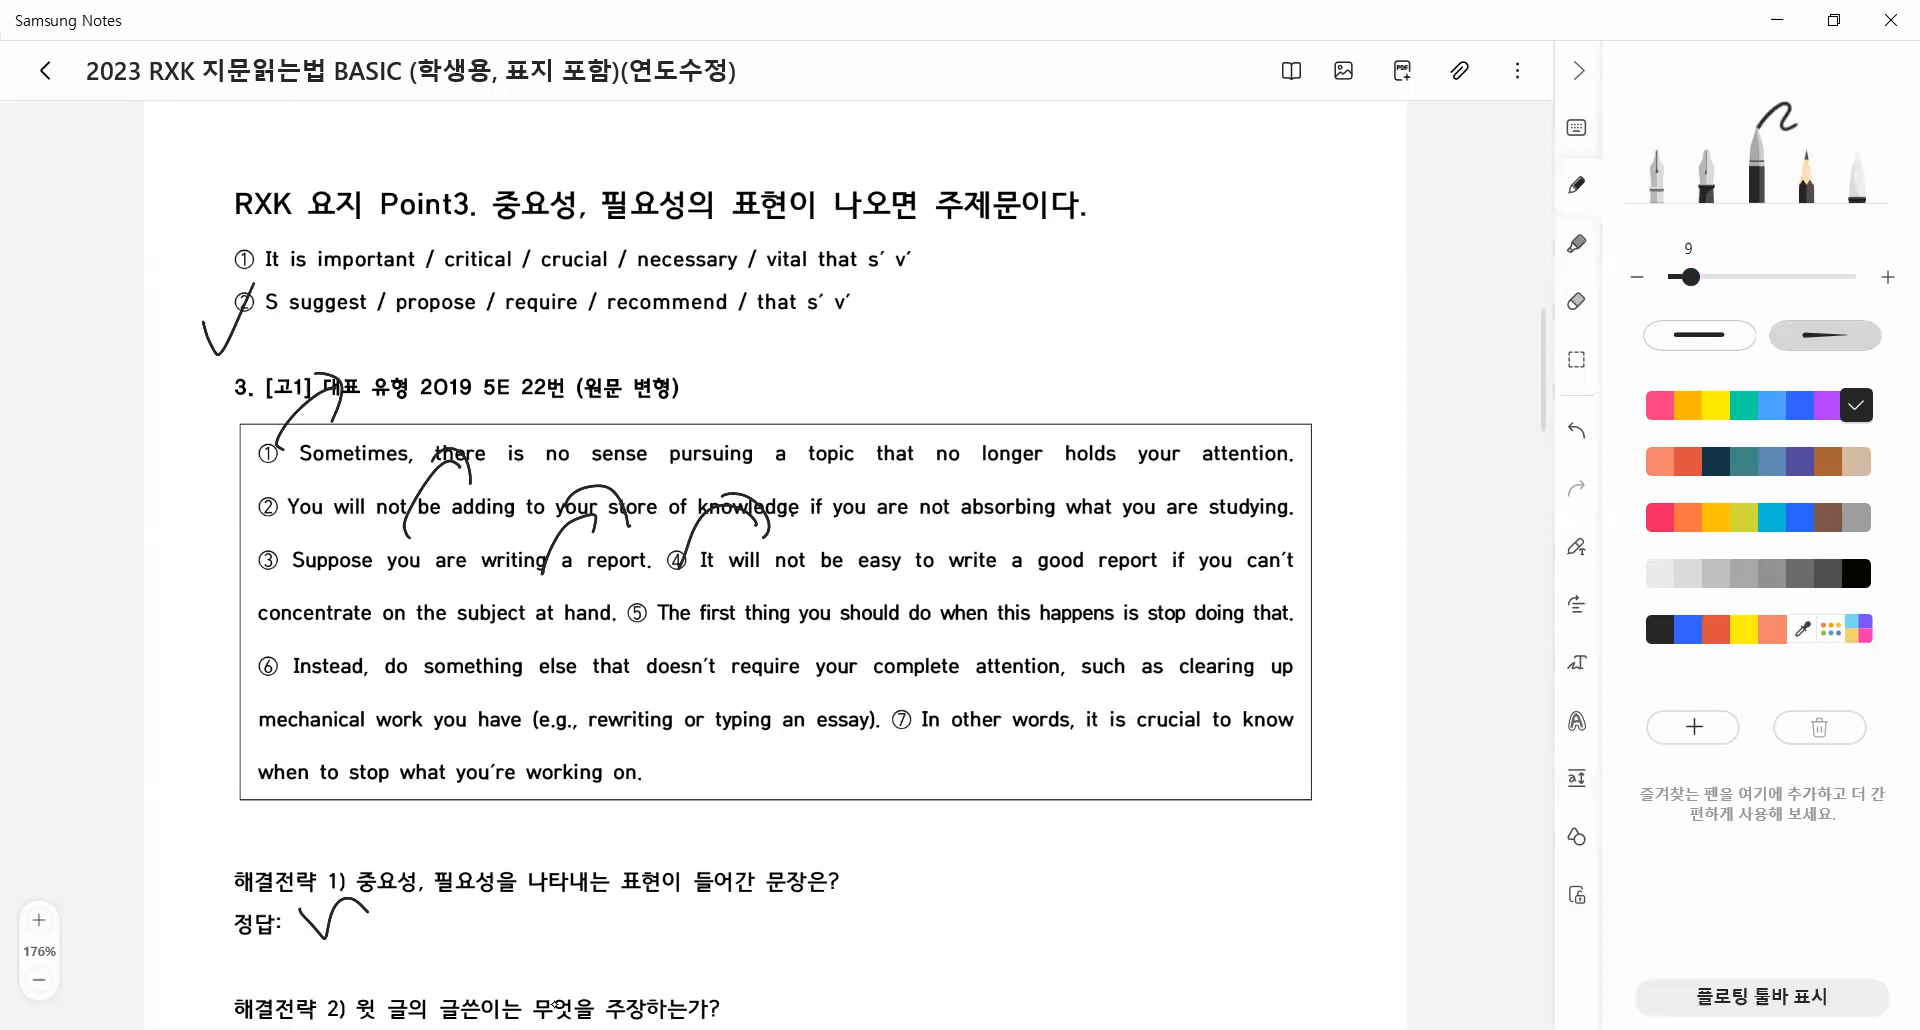 Samsung Notes
2023 RXK 지문읽는법 BASIC (학생용, 표지 포함)(연도수정)
PDF
RXK 요지 Point3. 중요성, 필요성의 표현이 나오면 주제문이다.
① It is important / critical / crucial / necessary / vital that s′ v′
② S suggest / propose / require / recommend / that s′ v′
3. [고1] 대표 유형 2019 5E 22번 (원문 변형)
① Sometimes, there is no sense pursuing a topic that no longer holds your attention.
② You will not be adding to your store of knowledge if you are not absorbing what you are studying.
③ Suppose you are writing a report. ④ It will not be easy to write a good report if you can′t
concentrate on the subject at hand. ⑤ The first thing you should do when this happens is stop doing that.
⑥ Instead, do something else that doesn′t require your complete attention, such as clearing up
mechanical work you have (e.g., rewriting or typing an essay). ⑦ In other words, it is crucial to know
when to stop what you′re working on.
해결전략 1) 중요성, 필요성을 나타내는 표현이 들어간 문장은?
정답:
해결전략 2) 윗 글의 글쓴이는 무엇을 주장하는가?
176%
9
즐겨찾는 펜을 여기에 추가하고 더 간
편하게 사용해 보세요.
플로팅 툴바 표시